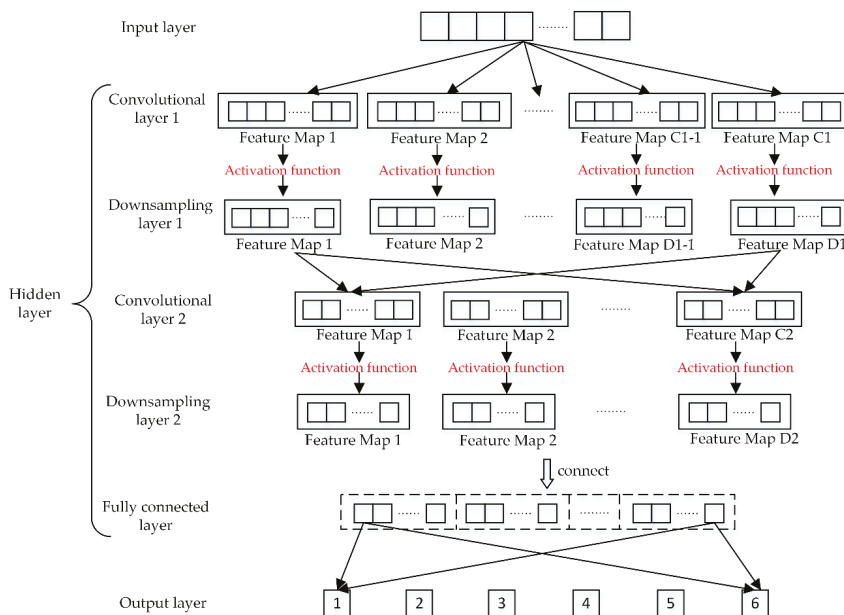 Input layer
........
Convolutional
layer 1
...... ...... ........ ...... ......
Feature Map 1 Feature Map 2 Feature Map C1-1 Feature Map C1
Activation function Activation function Activation function Activation function
Downsampling
layer 1
..... ...... ........ ...... ......
Feature Map 1 Feature Map 2 Feature Map D1-1 Feature Map D1
Hidden
layer
Convolutional
layer 2
...... ...... ........ ......
Feature Map 1 Feature Map 2 Feature Map C2
Activation function Activation function Activation function
Downsampling
layer 2
...... ...... ........ ......
Feature Map 1 Feature Map 2 Feature Map D2
connect
Fully connected
layer
...... ...... ........ ......
Output layer 1 2 3 4 5 6